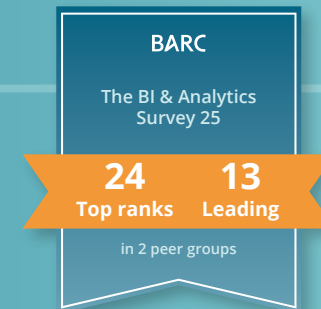 BARC
The BI & Analytics
Survey 25
24 13
Top ranks Leading
in 2 peer groups